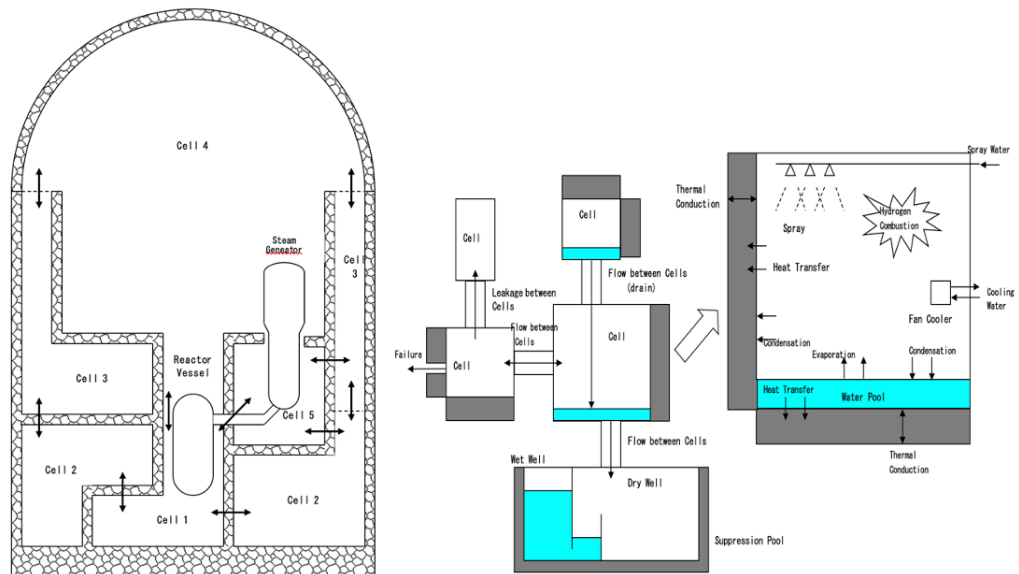 Cell 4
Steam
Geneator
Cell
3
Reactor
Vessel
Cell 3
Cell 5
Cell 2
Cell 2
Cell 1
Cell
Cell
Flow between Cells
(drain)
Leakage between
Cells
Flow between
Cells
Cell
Failure
Cell
Flow between Cells
Wet Well
Dry Well
Suppression Pool
Spray Water
Thermal
Conduction
Hydrogen
Combustion
Spray
Heat Transfer
Cooling
Water
Fan Cooler
Condensation
Evaporation
Condensation
Heat Transfer
Water Pool
Thermal
Conduction